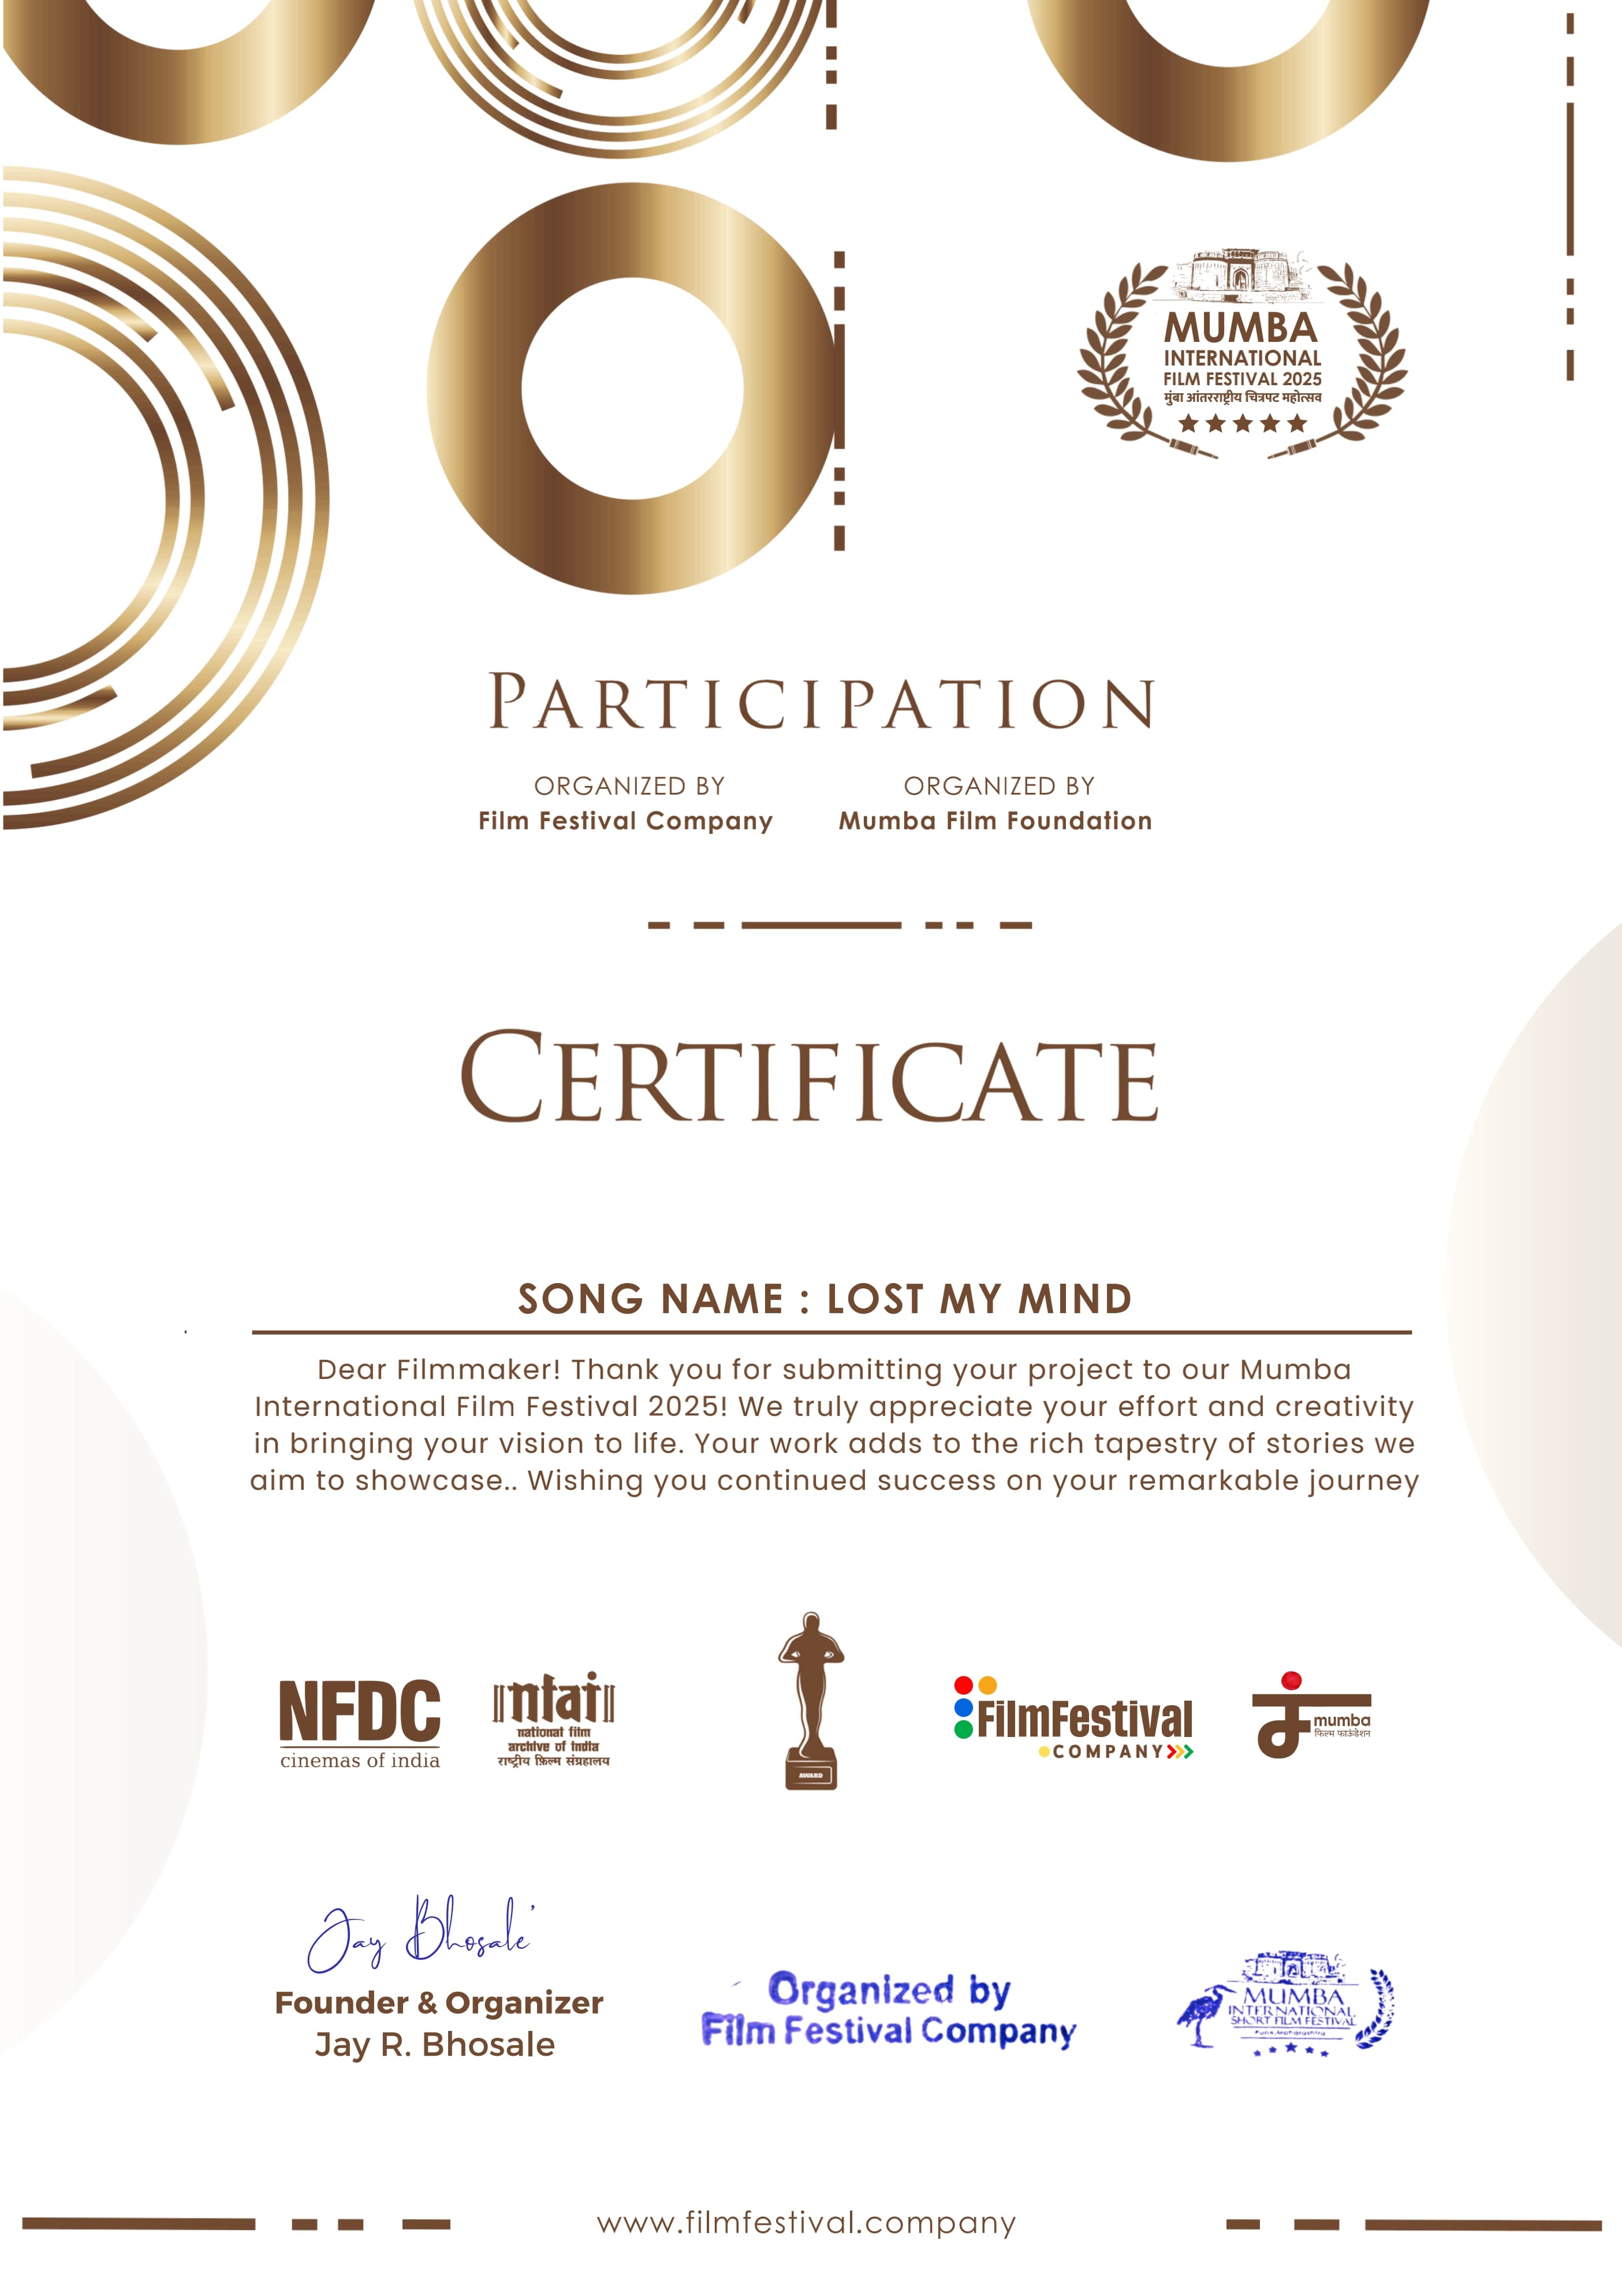 MUMBA
INTERNATIONAL
FILM FESTIVAL 2025
मुंबा आंतरराष्ट्रीय चित्रपट महोत्सव
PARTICIPATION
ORGANIZED BY
Film Festival Company
ORGANIZED BY
Mumba Film Foundation
CERTIFICATE
SONG NAME : LOST MY MIND
Dear Filmmaker! Thank you for submitting your project to our Mumba
International Film Festival 2025! We truly appreciate your effort and creativity
in bringing your vision to life. Your work adds to the rich tapestry of stories we
aim to showcase.. Wishing you continued success on your remarkable journey
NFDC
cinemas of india
nfai
national film
archive of india
राष्ट्रीय फ़िल्म संग्रहालय
AWARD
FilmFestival
COMPANY
मुं
mumba
फिल्म फाऊंडेशन
Jay Bhosale
Founder & Organizer
Jay R. Bhosale
Organized by
Film Festival Company
MUMBA
INTERNATIONAL
SHORT FILM FESTIVAL
Pune, Maharashtra
www.filmfestival.company